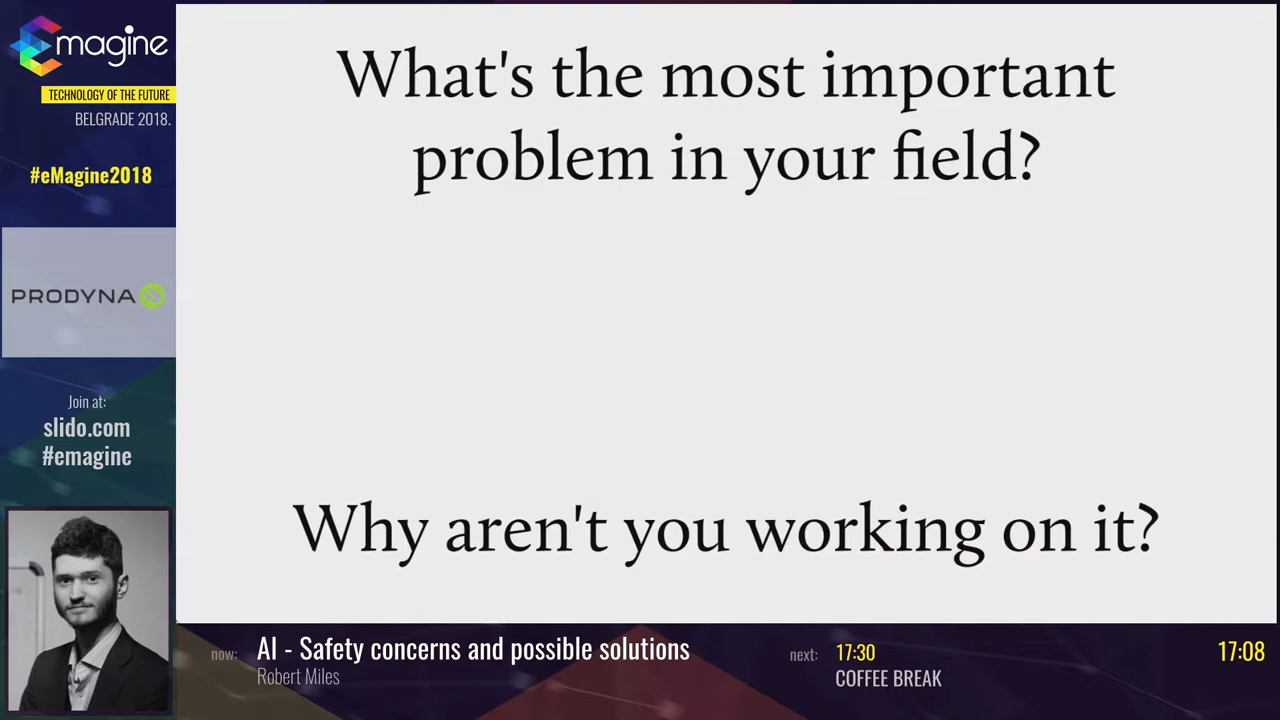 Emagine
TECHNOLOGY OF THE FUTURE
BELGRADE 2018.
#eMagine2018
PRODYNA
Join at:
slido.com
#emagine
What's the most important
problem in your field?
Why aren't you working on it?
now: AI - Safety concerns and possible solutions
Robert Miles
next: 17:30
COFFEE BREAK
17:08